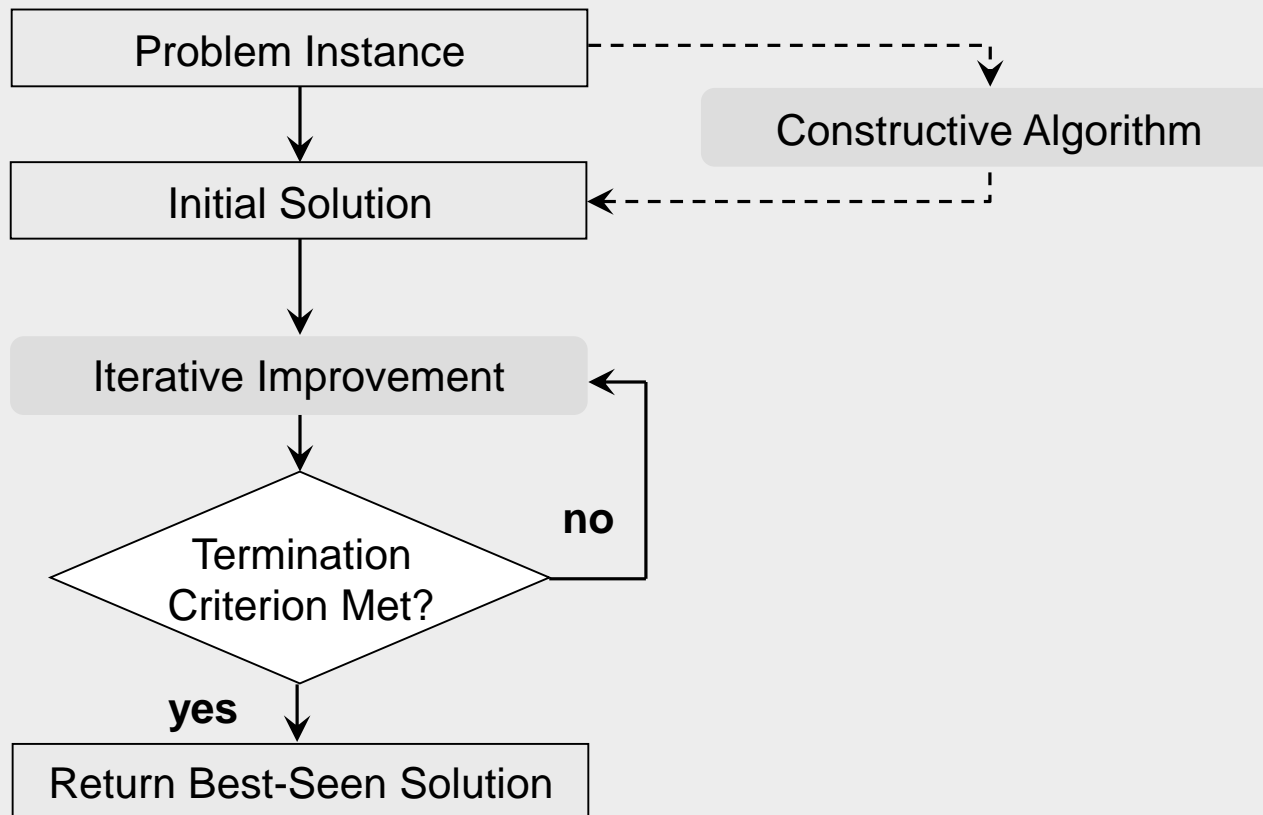 Problem Instance
Constructive Algorithm
Initial Solution
Iterative Improvement
no
Termination
Criterion Met?
yes
Return Best-Seen Solution